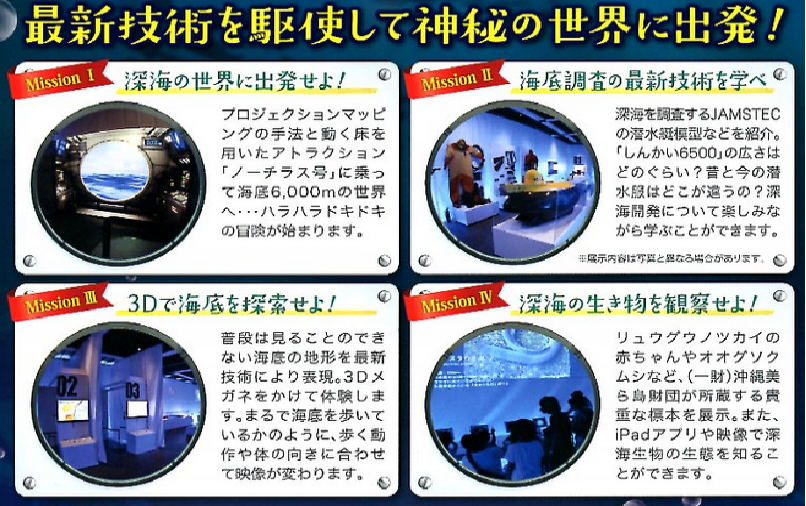 最新技術を駆使して神秘の世界に出発！
Mission Ⅰ
深海の世界に出発せよ！
プロジェクションマッピ
ングの手法と動く床を
用いたアトラクション
「ノーチラス号」に乗っ
て海底6,000mの世界
へ・・・ハラハラドキドキ
の冒険が始まります。
Mission Ⅱ
海底調査の最新技術を学べ
深海を調査するJAMSTEC
の潜水艇模型などを紹介。
「しんかい6500」の広さは
どのぐらい？昔と今の潜
水服はどこが違うの？深
海開発について楽しみな
がら学ぶことができます。
※展示内容は写真と異なる場合があります。
Mission Ⅲ
3Dで海底を探索せよ！
普段は見ることのでき
ない海底の地形を最新
技術により表現。3Dメ
ガネをかけて体験しま
す。まるで海底を歩いて
いるかのように、歩く動
作や体の向きに合わせ
て映像が変わります。
02
03
Mission Ⅳ
深海の生き物を観察せよ！
リュウグウノツカイの
赤ちゃんやオオグソク
ムシなど、（一財）沖縄美
ら島財団が所蔵する貴
重な標本を展示。また、
iPadアプリや映像で深
海生物の生態を知るこ
とができます。